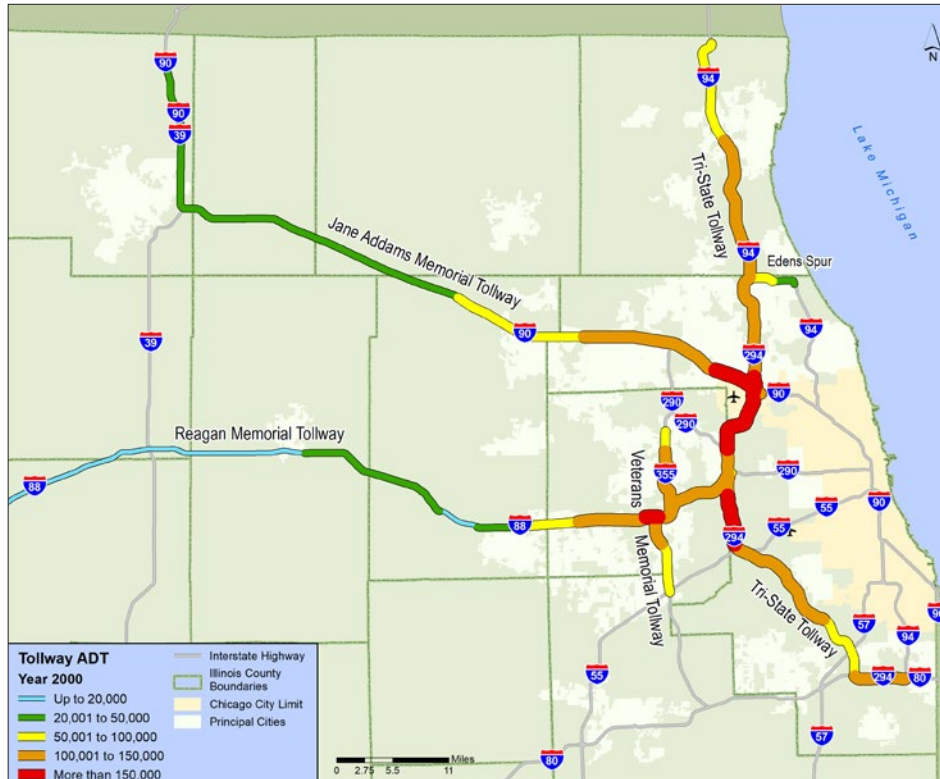 90
94
N
90
39
Lake Michigan
Tri-State Tollway
Jane Addams Memorial Tollway
94
Edens Spur
39
90
94
294
290
90
290
Reagan Memorial Tollway
Veterans
Memorial Tollway
355
290
88
88
90
55
55
294
Tri-State Tollway
57
94
90
55
294
80
57
80
Tollway ADT
Year 2000
Up to 20,000
20,001 to 50,000
50,001 to 100,000
100,001 to 150,000
More than 150,000
Interstate Highway
Illinois County
Boundaries
Chicago City Limit
Principal Cities
Miles
0 2.75 5.5 11